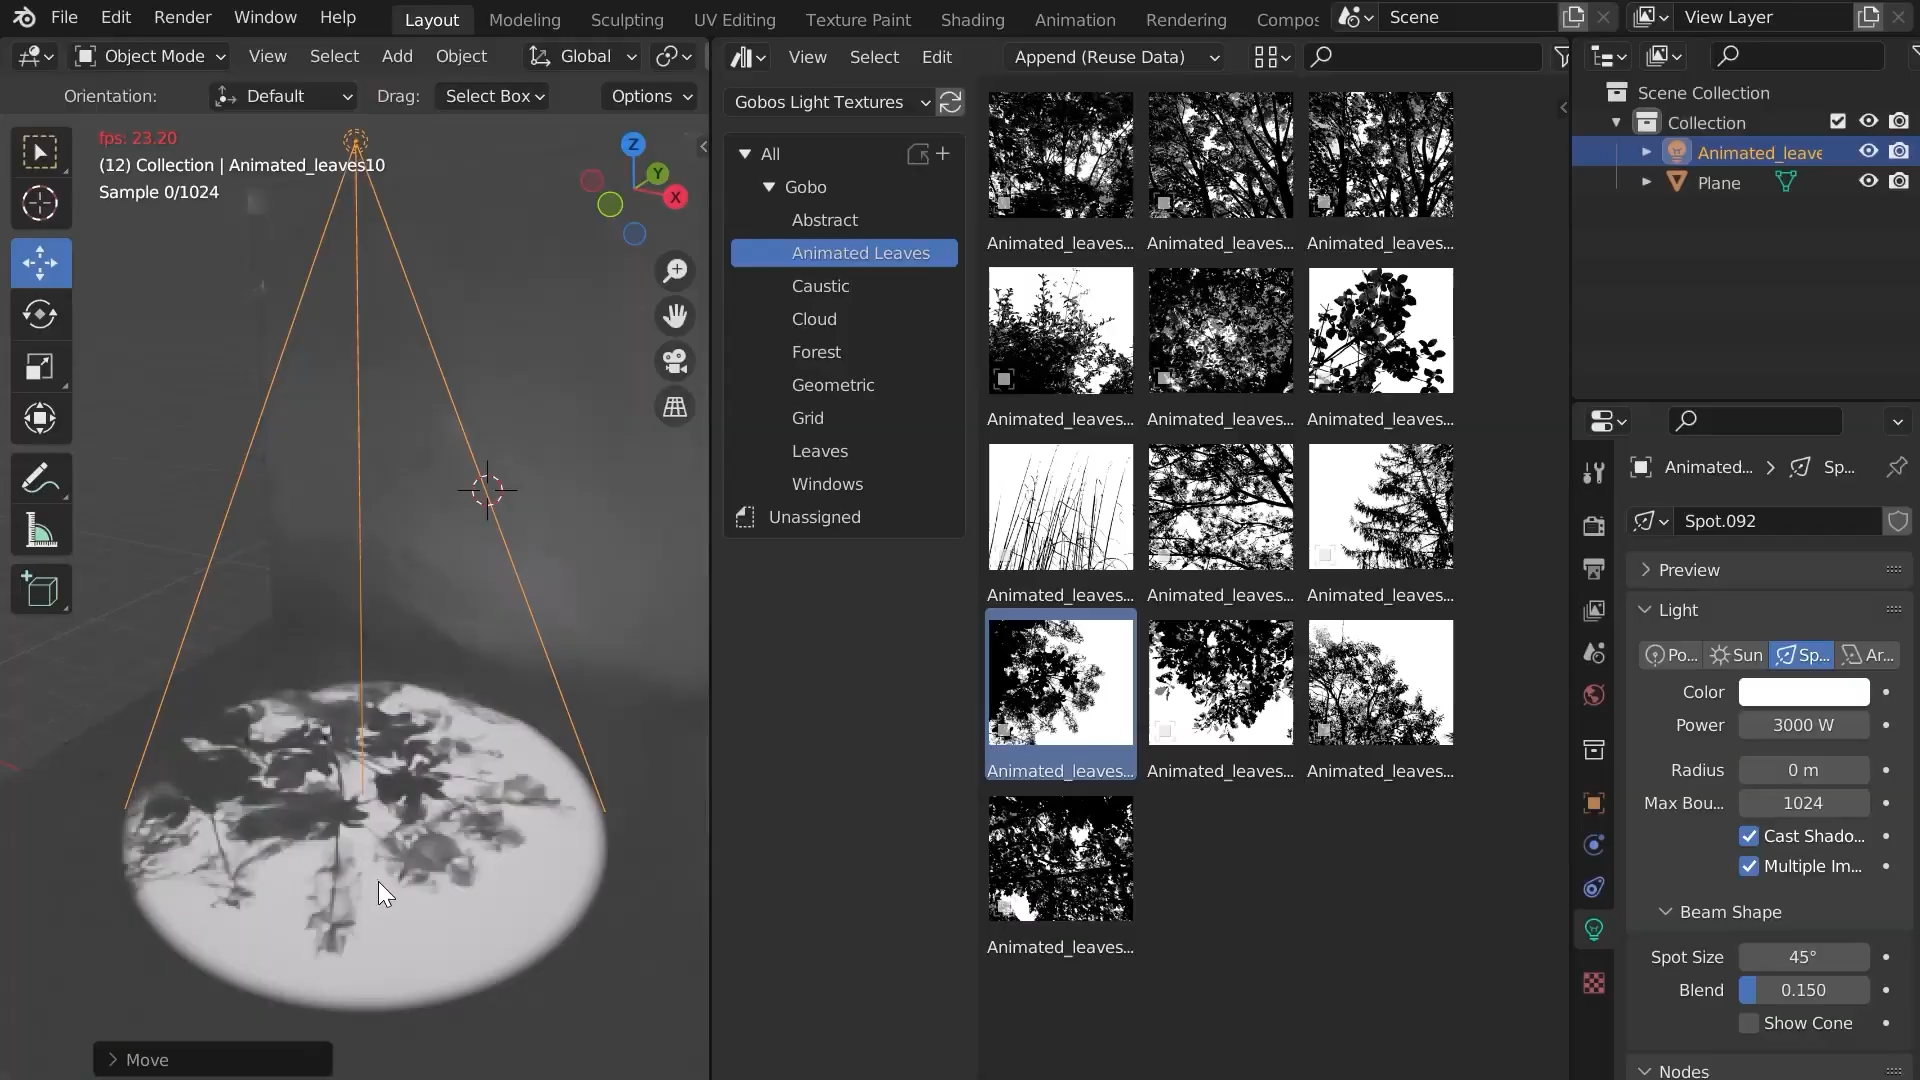 File Edit Render Window Help Layout Modeling Sculpting UV Editing Texture Paint Shading Animation Rendering Compos Scene View Layer
Object Mode View Select Add Object Global
Orientation: Default Drag: Select Box Options
fps: 23.20
(12) Collection | Animated_leaves10
Sample 0/1024
Z
Y
X
Move
View Select Edit Append (Reuse Data)
Gobos Light Textures
All
Gobo
Abstract
Animated Leaves
Caustic
Cloud
Forest
Geometric
Grid
Leaves
Windows
Unassigned
Animated_leaves... Animated_leaves... Animated_leaves...
Animated_leaves... Animated_leaves... Animated_leaves...
Animated_leaves... Animated_leaves... Animated_leaves...
Animated_leaves... Animated_leaves... Animated_leaves...
Animated_leaves...
Scene Collection
Collection
Animated_leave
Plane
Animated... Sp...
Spot.092
Preview
Light
Po... Sun Sp... Ar...
Color
Power 3000 W
Radius 0 m
Max Bou... 1024
Cast Shado...
Multiple Im...
Beam Shape
Spot Size 45°
Blend 0.150
Show Cone
Nodes